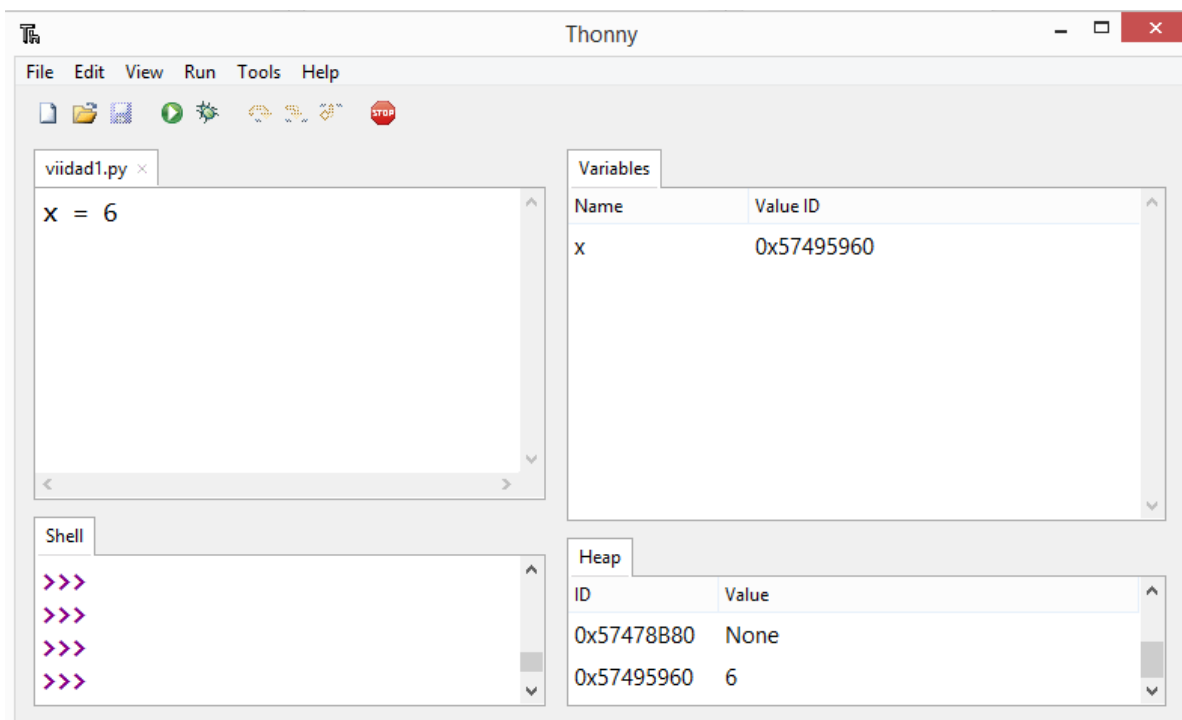 Thonny
File Edit View Run Tools Help
STOP
viidad1.py
x = 6
Shell
>>>
>>>
>>>
>>>
Variables
Name Value ID
x 0x57495960
Heap
ID Value
0x57478B80 None
0x57495960 6